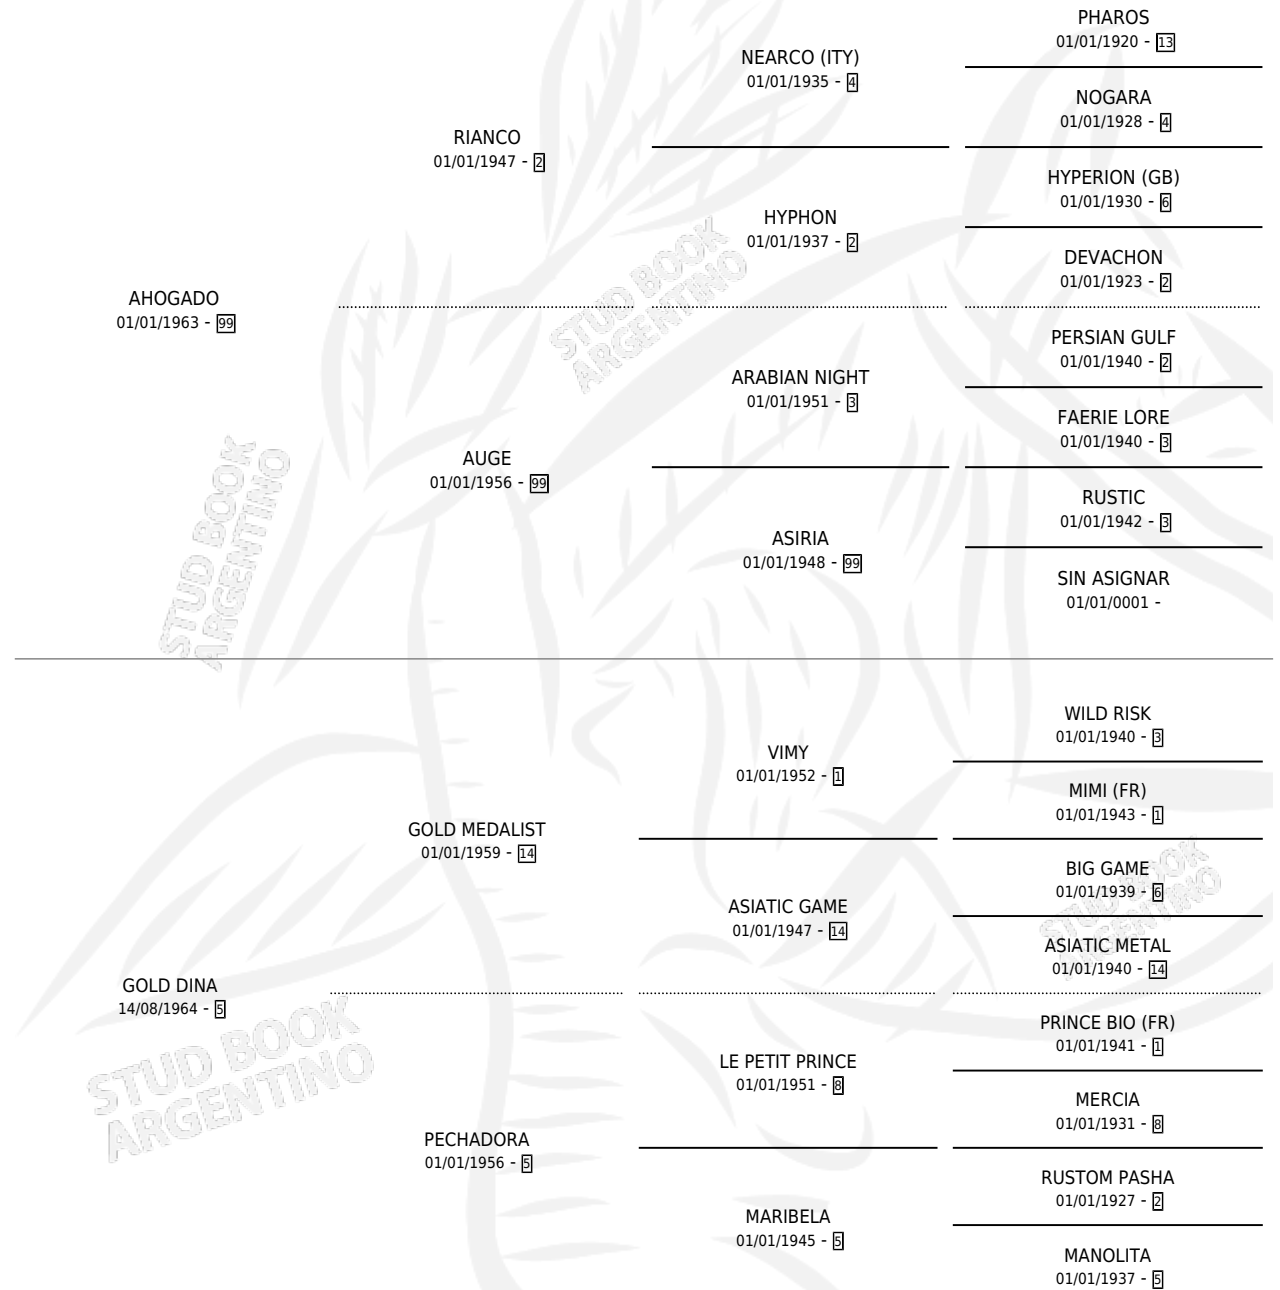 PHAROS
01/01/1920 - 13
NEARCO (ITY)
01/01/1935 - 4
NOGARA
01/01/1928 - 4
RIANCO
01/01/1947 - 2
HYPERION (GB)
01/01/1930 - 6
HYPHON
01/01/1937 - 2
DEVACHON
01/01/1923 - 2
AHOGADO
01/01/1963 - 99
PERSIAN GULF
01/01/1940 - 2
ARABIAN NIGHT
01/01/1951 - 3
FAERIE LORE
01/01/1940 - 3
AUGE
01/01/1956 - 99
RUSTIC
01/01/1942 - 3
ASIRIA
01/01/1948 - 99
SIN ASIGNAR
01/01/0001 -
STUD BOOK
ARGENTINO
STUD BOOK
ARGENTINO
WILD RISK
01/01/1940 - 3
VIMY
01/01/1952 - 1
MIMI (FR)
01/01/1943 - 1
GOLD MEDALIST
01/01/1959 - 14
BIG GAME
01/01/1939 - 6
ASIATIC GAME
01/01/1947 - 14
ASIATIC METAL
01/01/1940 - 14
STUD BOOK
ARGENTINO
GOLD DINA
14/08/1964 - 5
PRINCE BIO (FR)
01/01/1941 - 1
LE PETIT PRINCE
01/01/1951 - 8
MERCIA
01/01/1931 - 8
PECHADORA
01/01/1956 - 5
RUSTOM PASHA
01/01/1927 - 2
MARIBELA
01/01/1945 - 5
MANOLITA
01/01/1937 - 5
STUD BOOK
ARGENTINO